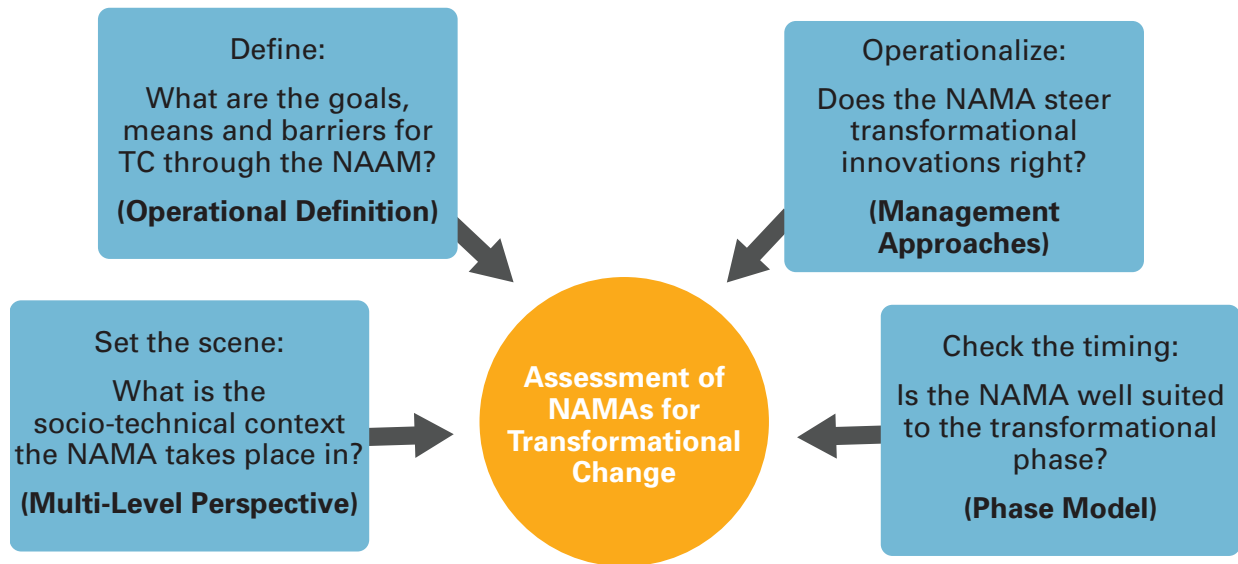 Define:
What are the goals,
means and barriers for
TC through the NAAM?
(Operational Definition)
Operationalize:
Does the NAMA steer
transformational
innovations right?
(Management
Approaches)
Set the scene:
What is the
socio-technical context
the NAMA takes place in?
(Multi-Level Perspective)
Assessment of
NAMAs for
Transformational
Change
Check the timing:
Is the NAMA well suited
to the transformational
phase?
(Phase Model)